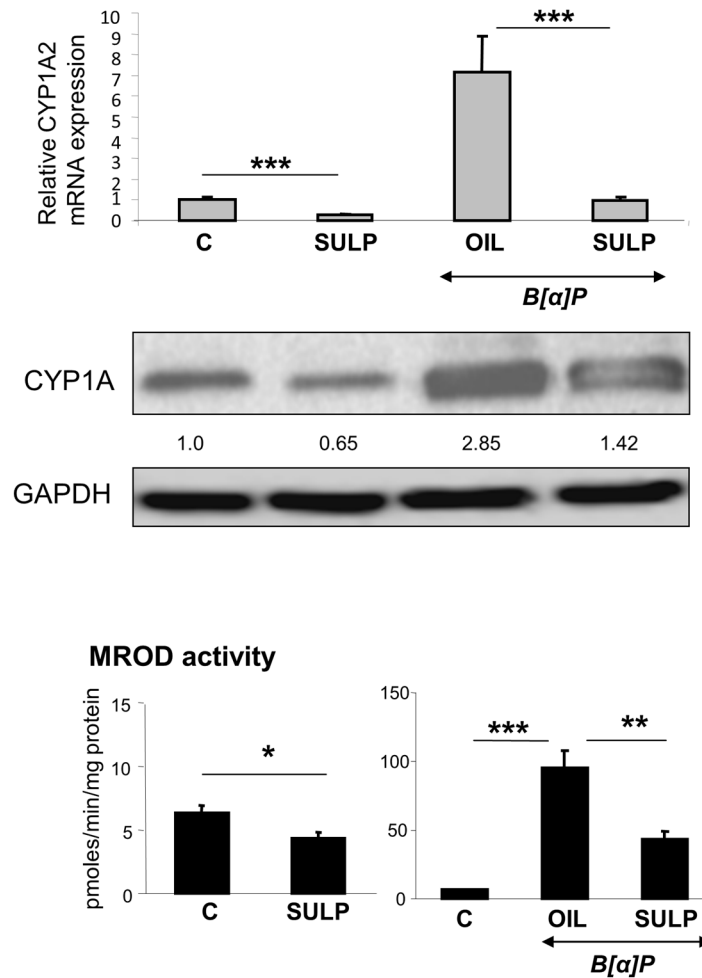 Relative CYP1A2
mRNA expression
10
9
8
7
6
5
4
3
2
1
0
***
***
C SULP OIL SULP
B[α]P
CYP1A
1.0 0.65 2.85 1.42
GAPDH
MROD activity
pmoles/min/mg protein
15
10
5
0
*
C SULP
150
100
50
0
*** **
C OIL SULP
B[α]P